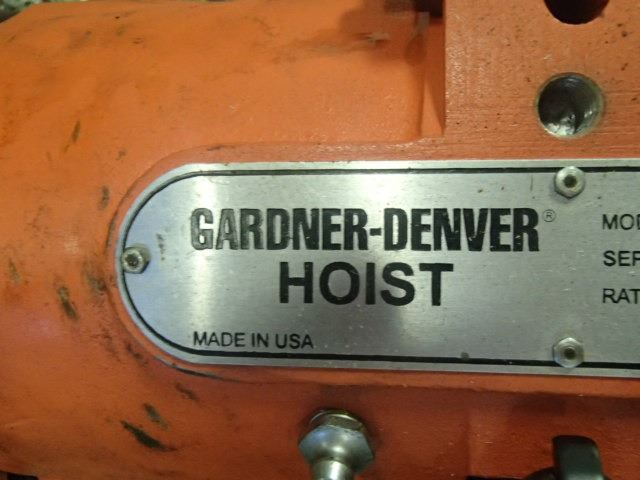 GARDNER-DENVER®
HOIST
MADE IN USA
MOD
SER
RAT